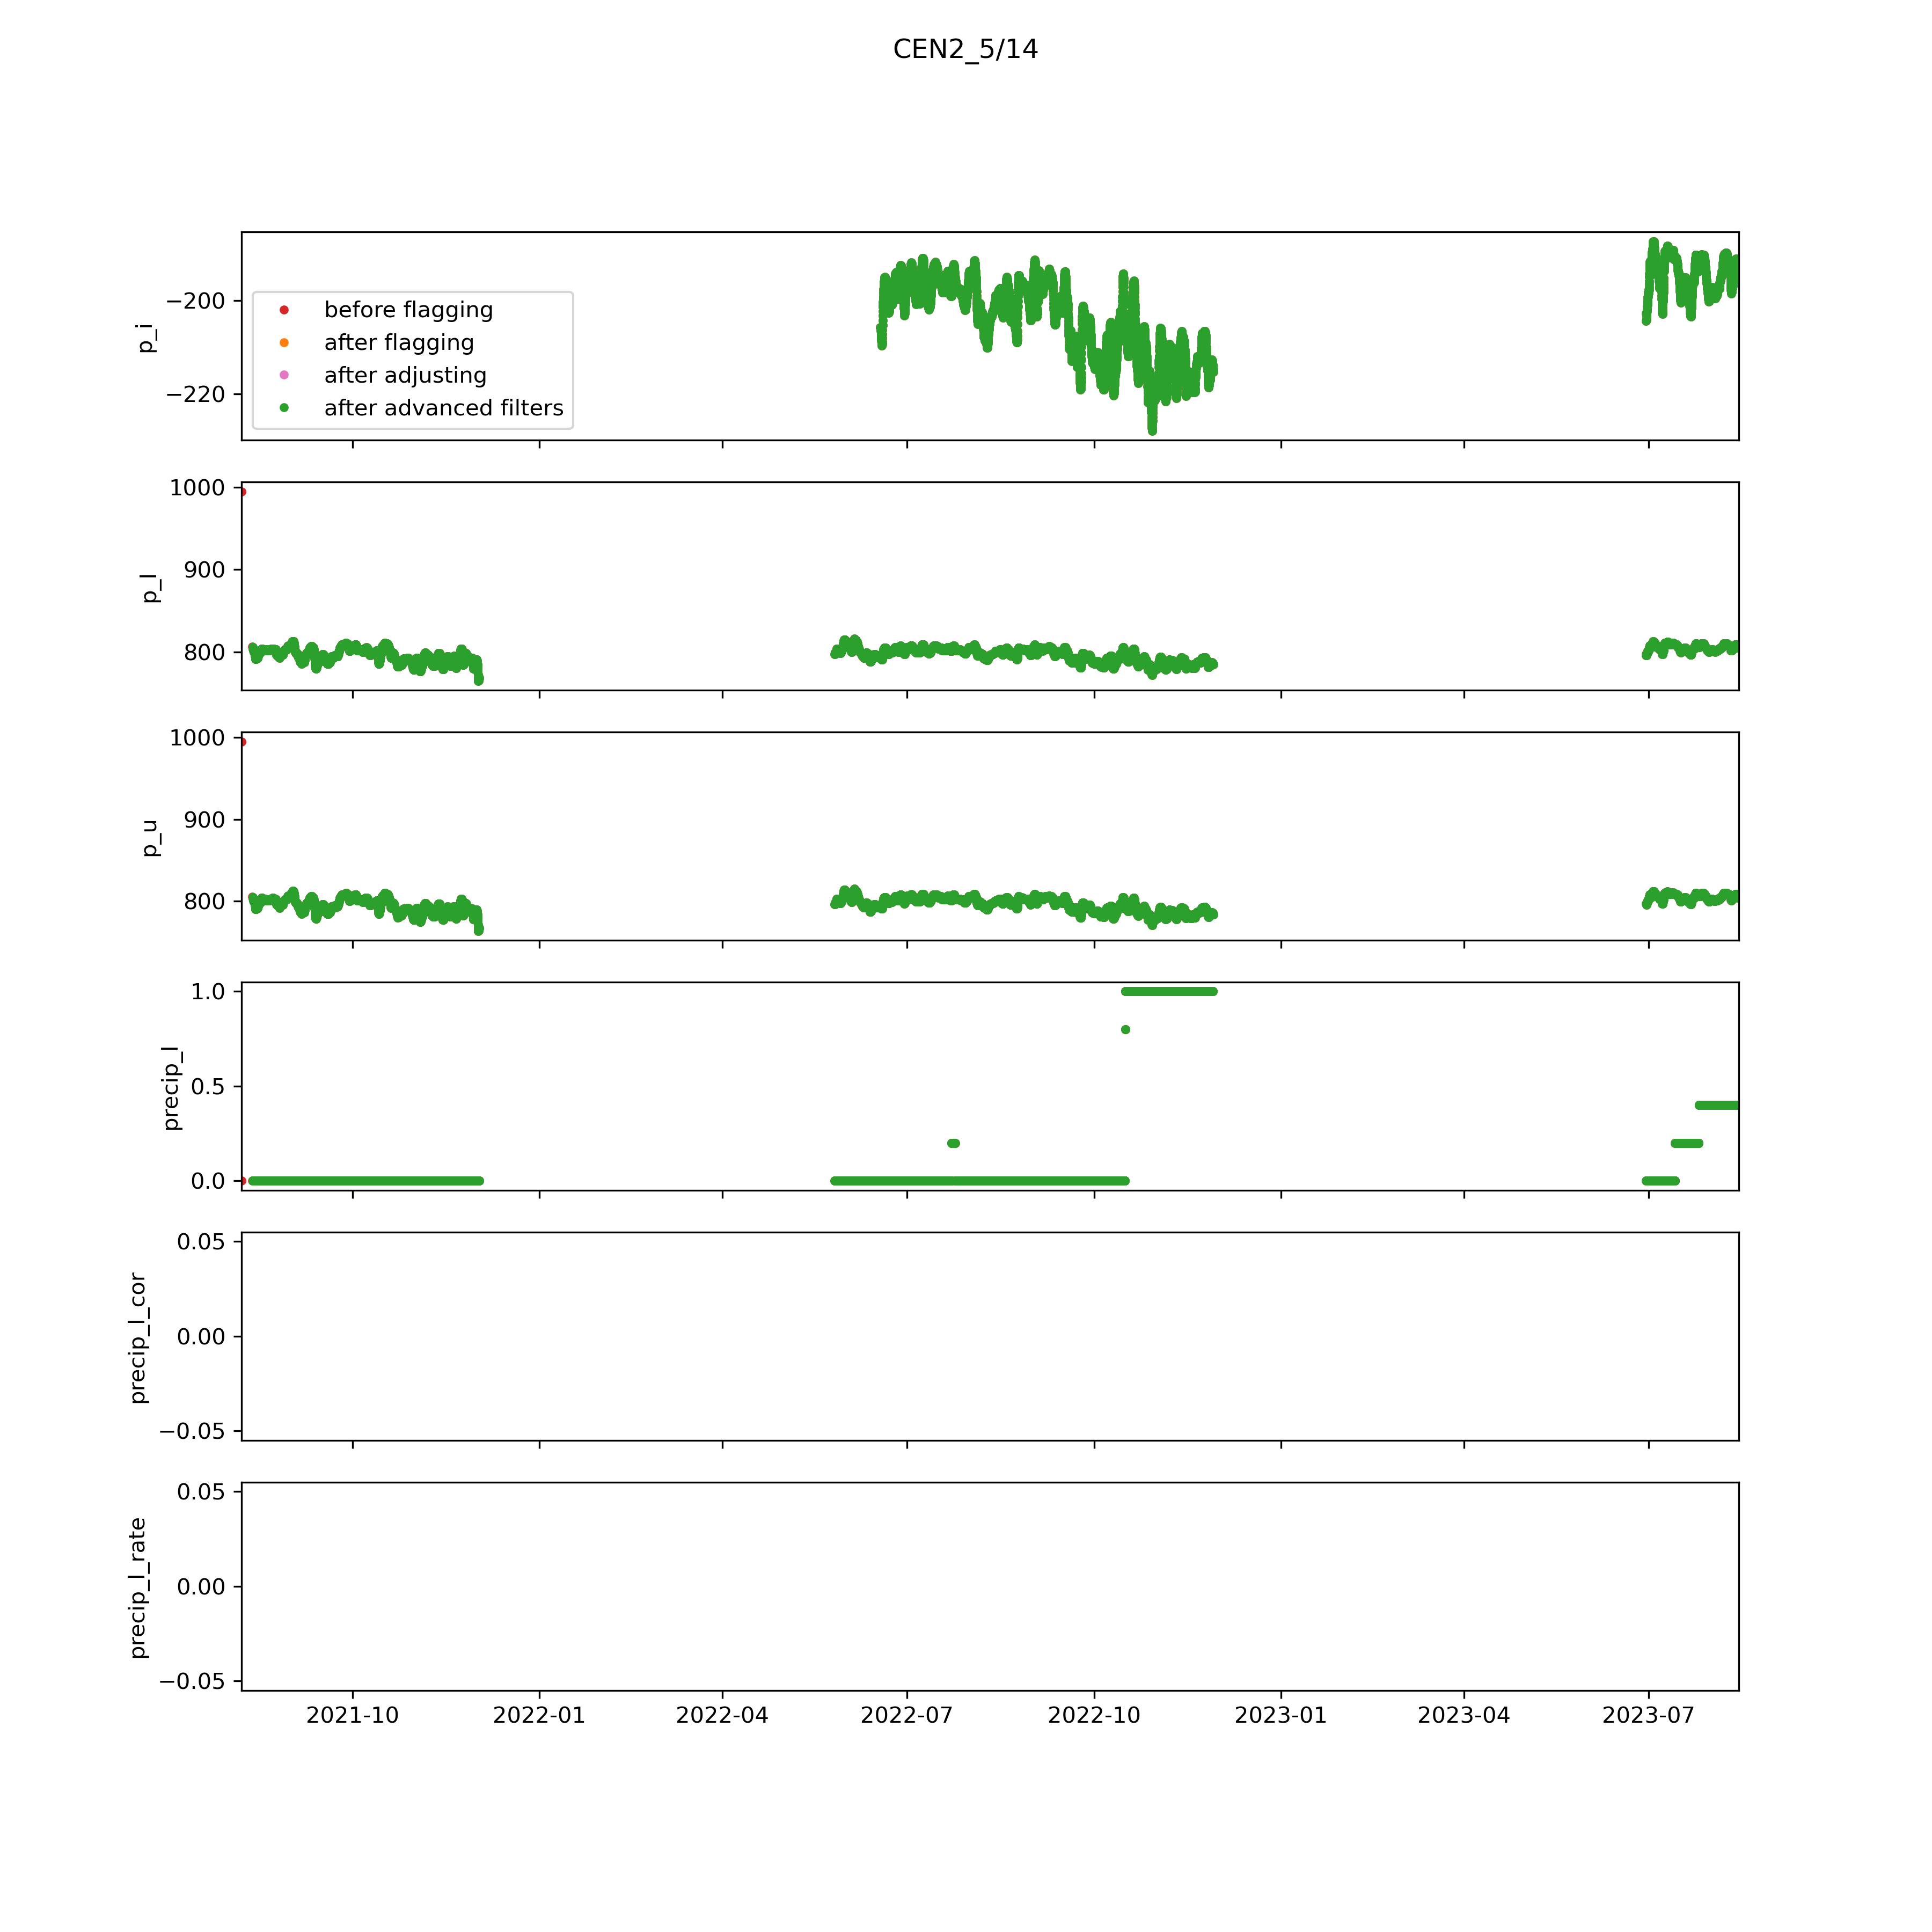 CEN2_5/14
−200
−220
p_i
before flagging
after flagging
after adjusting
after advanced filters
1000
900
800
p_l
1000
900
800
p_u
1.0
0.5
0.0
precip_l
0.05
0.00
−0.05
precip_l_cor
0.05
0.00
−0.05
precip_l_rate
2021-10 2022-01 2022-04 2022-07 2022-10 2023-01 2023-04 2023-07